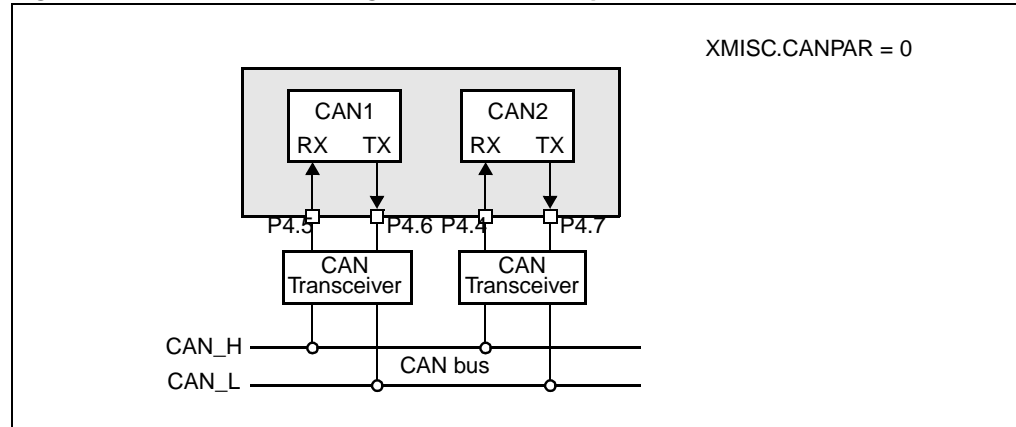 XMISC.CANPAR = 0
CAN1 CAN2
RX TX RX TX
P4.5 P4.6 P4.4 P4.7
CAN CAN
Transceiver Transceiver
CAN_H
CAN bus
CAN_L